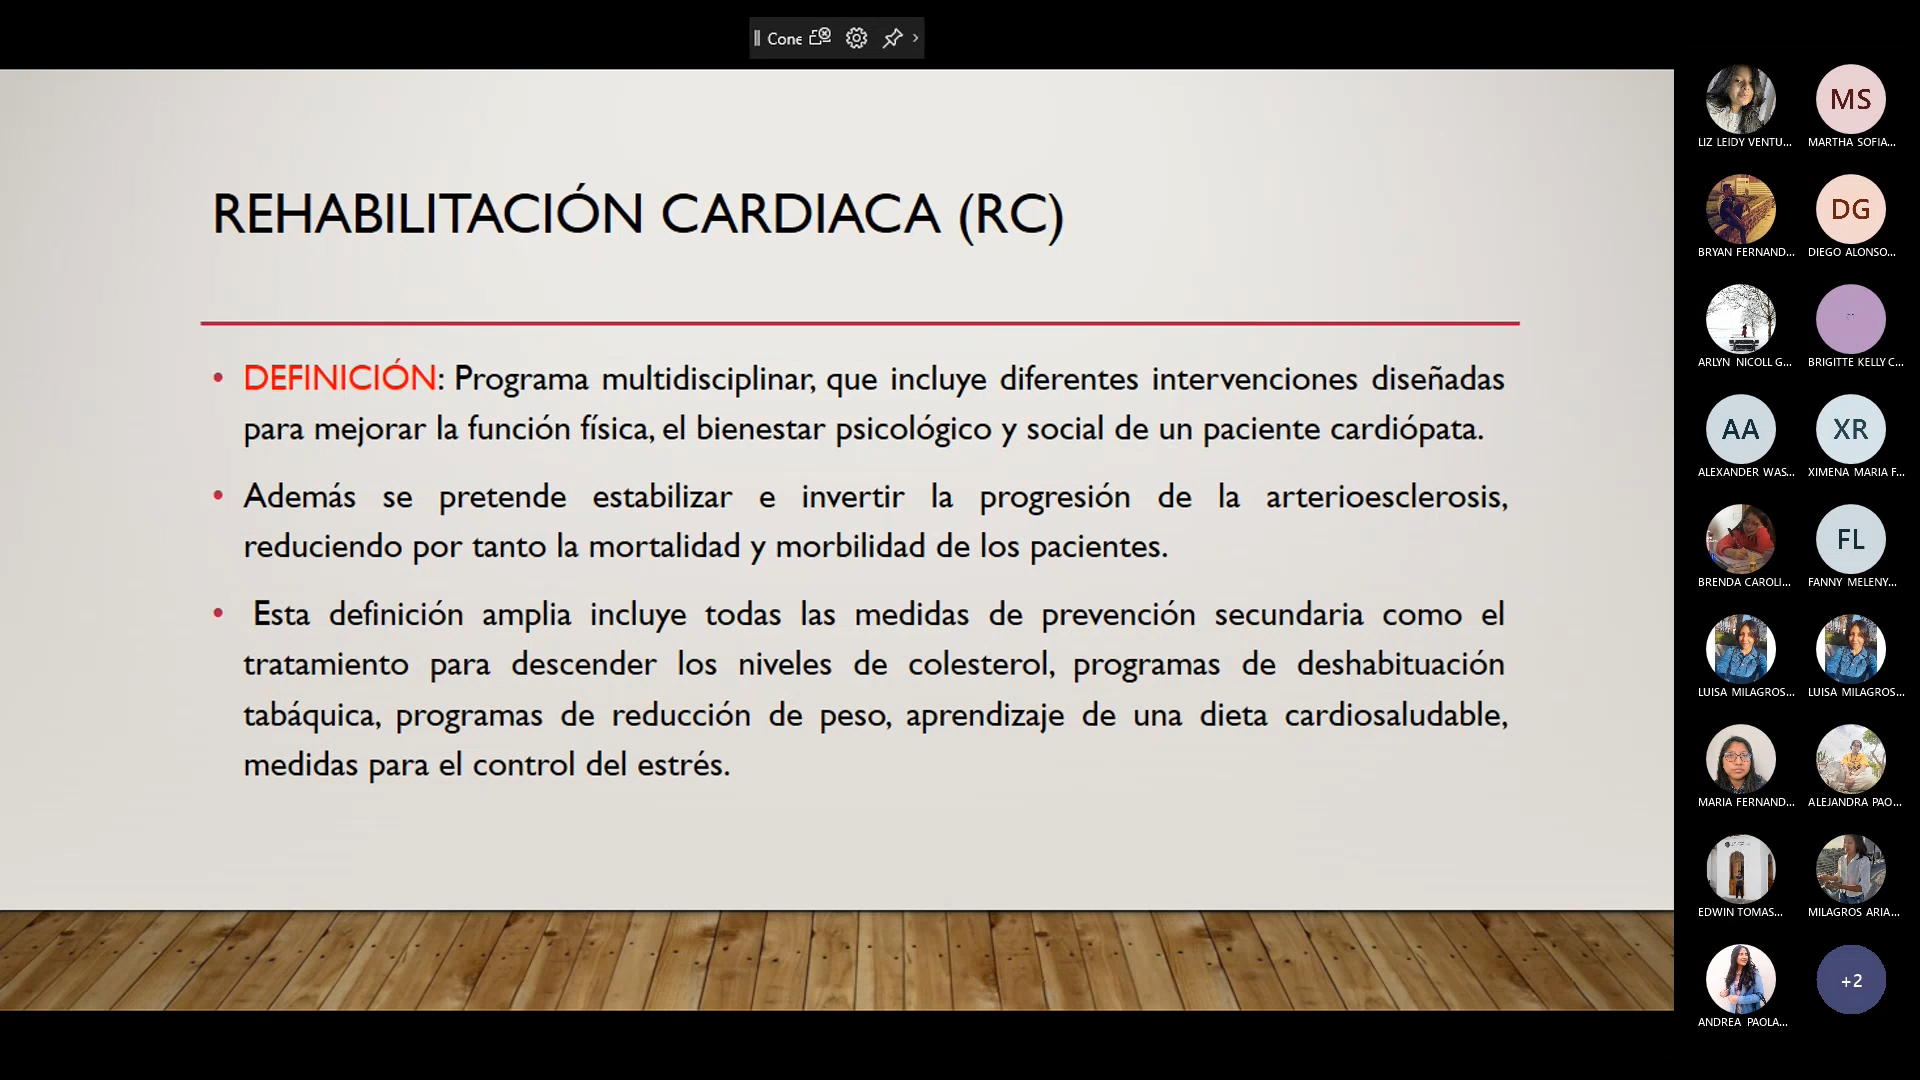 Cone
REHABILITACIÓN CARDIACA (RC)
• DEFINICIÓN: Programa multidisciplinar, que incluye diferentes intervenciones diseñadas
para mejorar la función física, el bienestar psicológico y social de un paciente cardiópata.
• Además se pretende estabilizar e invertir la progresión de la arterioesclerosis,
reduciendo por tanto la mortalidad y morbilidad de los pacientes.
• Esta definición amplia incluye todas las medidas de prevención secundaria como el
tratamiento para descender los niveles de colesterol, programas de deshabituación
tabáquica, programas de reducción de peso, aprendizaje de una dieta cardiosaludable,
medidas para el control del estrés.
MS
LIZ LEIDY VENTU... MARTHA SOFIA...
DG
BRYAN FERNAND... DIEGO ALONSO...
ARLYN NICOLL G... BRIGITTE KELLY C...
AA XR
ALEXANDER WAS... XIMENA MARIA F...
FL
BRENDA CAROLI... FANNY MELENY...
LUISA MILAGROS... LUISA MILAGROS...
MARIA FERNAND... ALEJANDRA PAO...
EDWIN TOMAS... MILAGROS ARIA...
+2
ANDREA PAOLA...